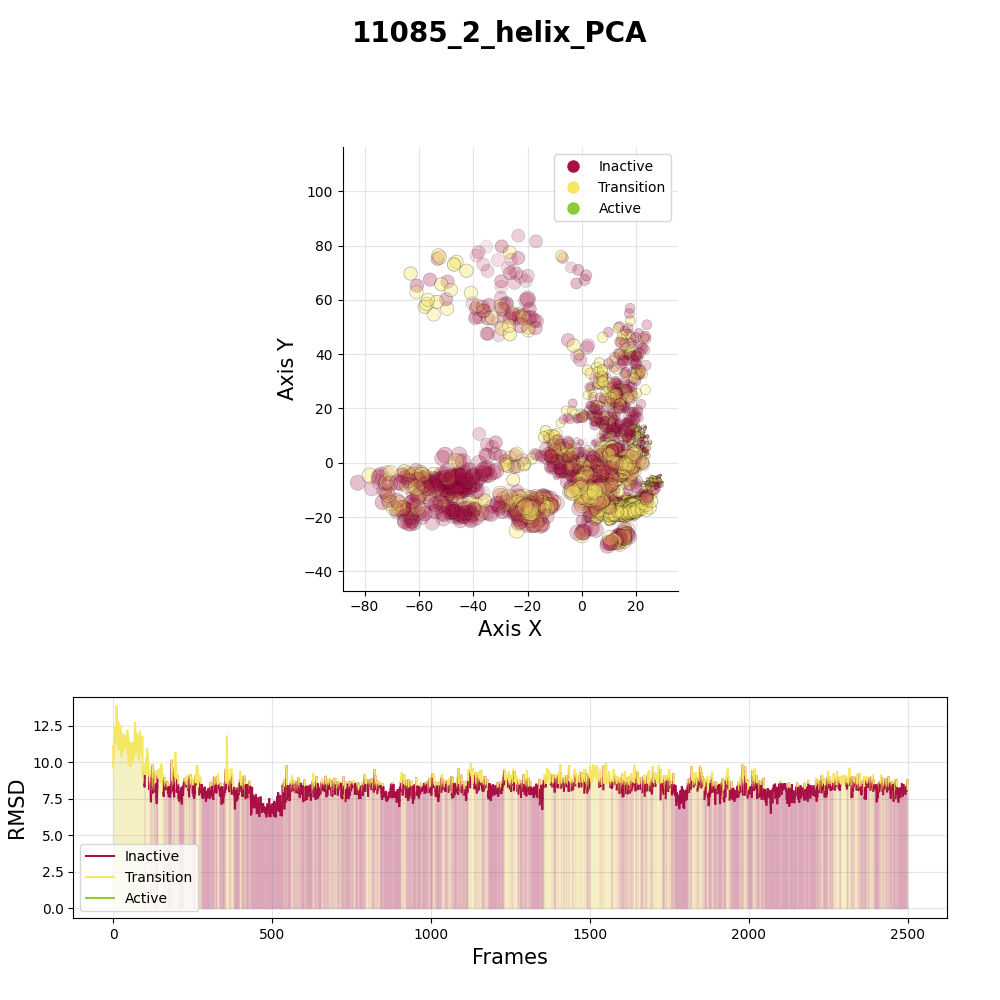 11085_2_helix_PCA
Inactive
Transition
Active
100
80
60
40
20
0
−20
−40
Axis Y
−80
−60
−40
−20
0
20
Axis X
12.5
10.0
7.5
5.0
2.5
0.0
RMSD
Inactive
Transition
Active
0
500
1000
1500
2000
2500
Frames